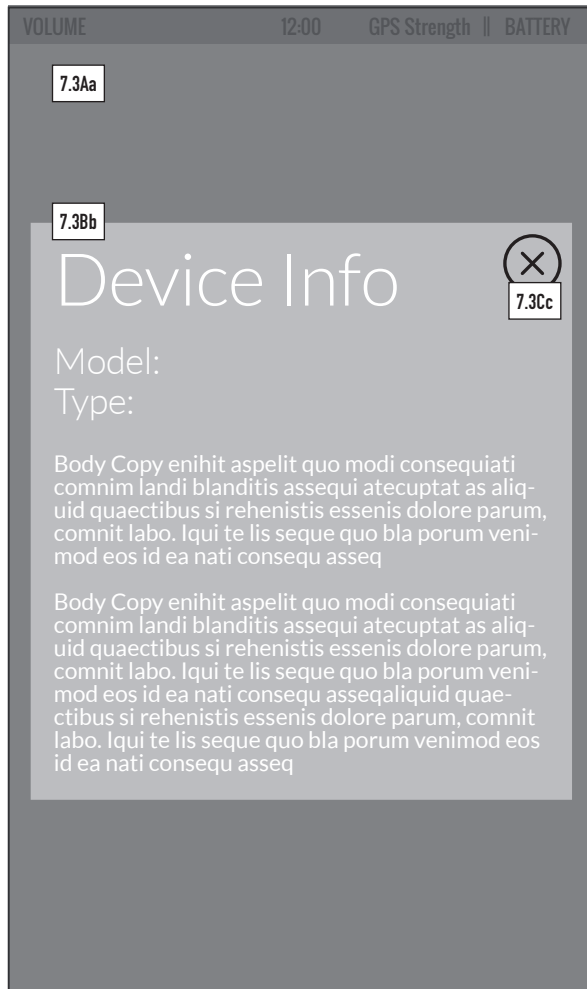 VOLUME 12:00 GPS Strength || BATTERY
7.3Aa
7.3Bb
Device Info
7.3Cc
Model:
Type:
Body Copy enihit aspelit quo modi consequiati
comnim landi blanditis assequi atecuptat as aliq-
uid quaectibus si rehenistis essenis dolore parum,
comnit labo. Iqui te lis seque quo bla porum veni-
mod eos id ea nati consequ asseq
Body Copy enihit aspelit quo modi consequiati
comnim landi blanditis assequi atecuptat as aliq-
uid quaectibus si rehenistis essenis dolore parum,
comnit labo. Iqui te lis seque quo bla porum veni-
mod eos id ea nati consequ asseqaliquid quae-
ctibus si rehenistis essenis dolore parum, comnit
labo. Iqui te lis seque quo bla porum venimod eos
id ea nati consequ asseq